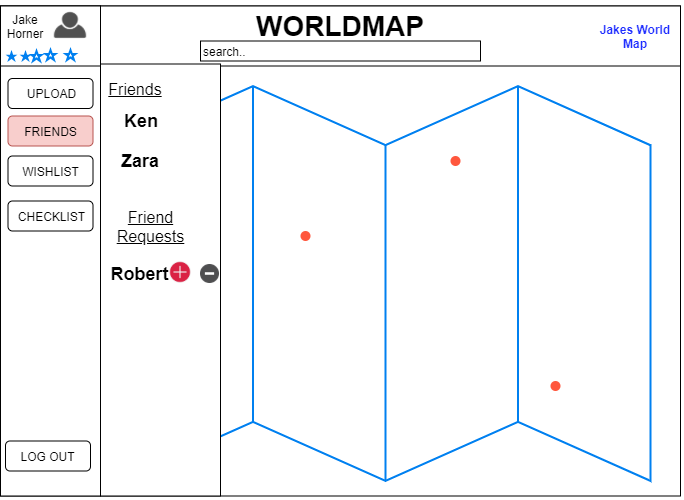 Jake
Horner
WORLDMAP
search..
Jakes World
Map
UPLOAD
FRIENDS
WISHLIST
CHECKLIST
LOG OUT
Friends
Ken
Zara
Friend
Requests
Robert